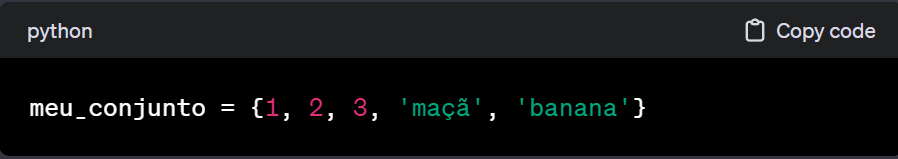 python
Copy code
meu_conjunto = {1, 2, 3, 'maçã', 'banana'}